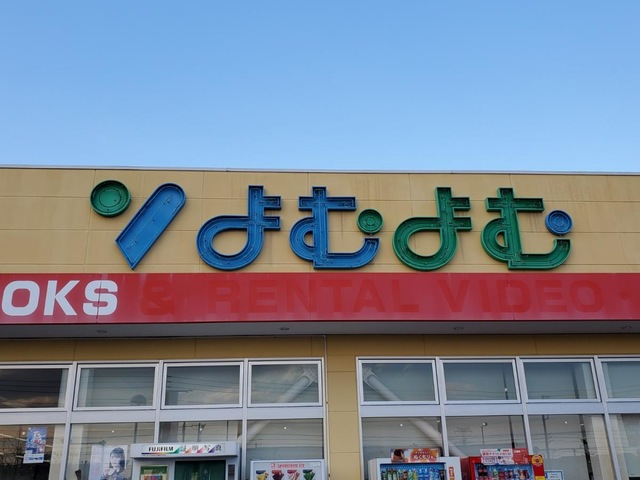 よむよむ
OKS & RENTAL VIDEO
FUJIFILM